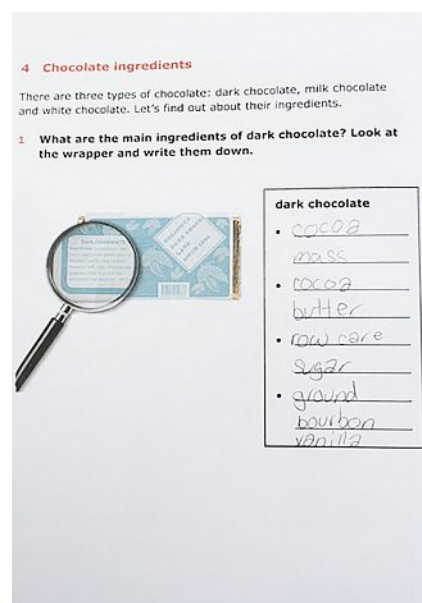 4 Chocolate ingredients
There are three types of chocolate: dark chocolate, milk chocolate
and white chocolate. Let's find out about their ingredients.
1 What are the main ingredients of dark chocolate? Look at
the wrapper and write them down.
dark chocolate
• cocoa
mass
• cocoa
butter
• row care
sugar
• ground
bourbon
vanilla